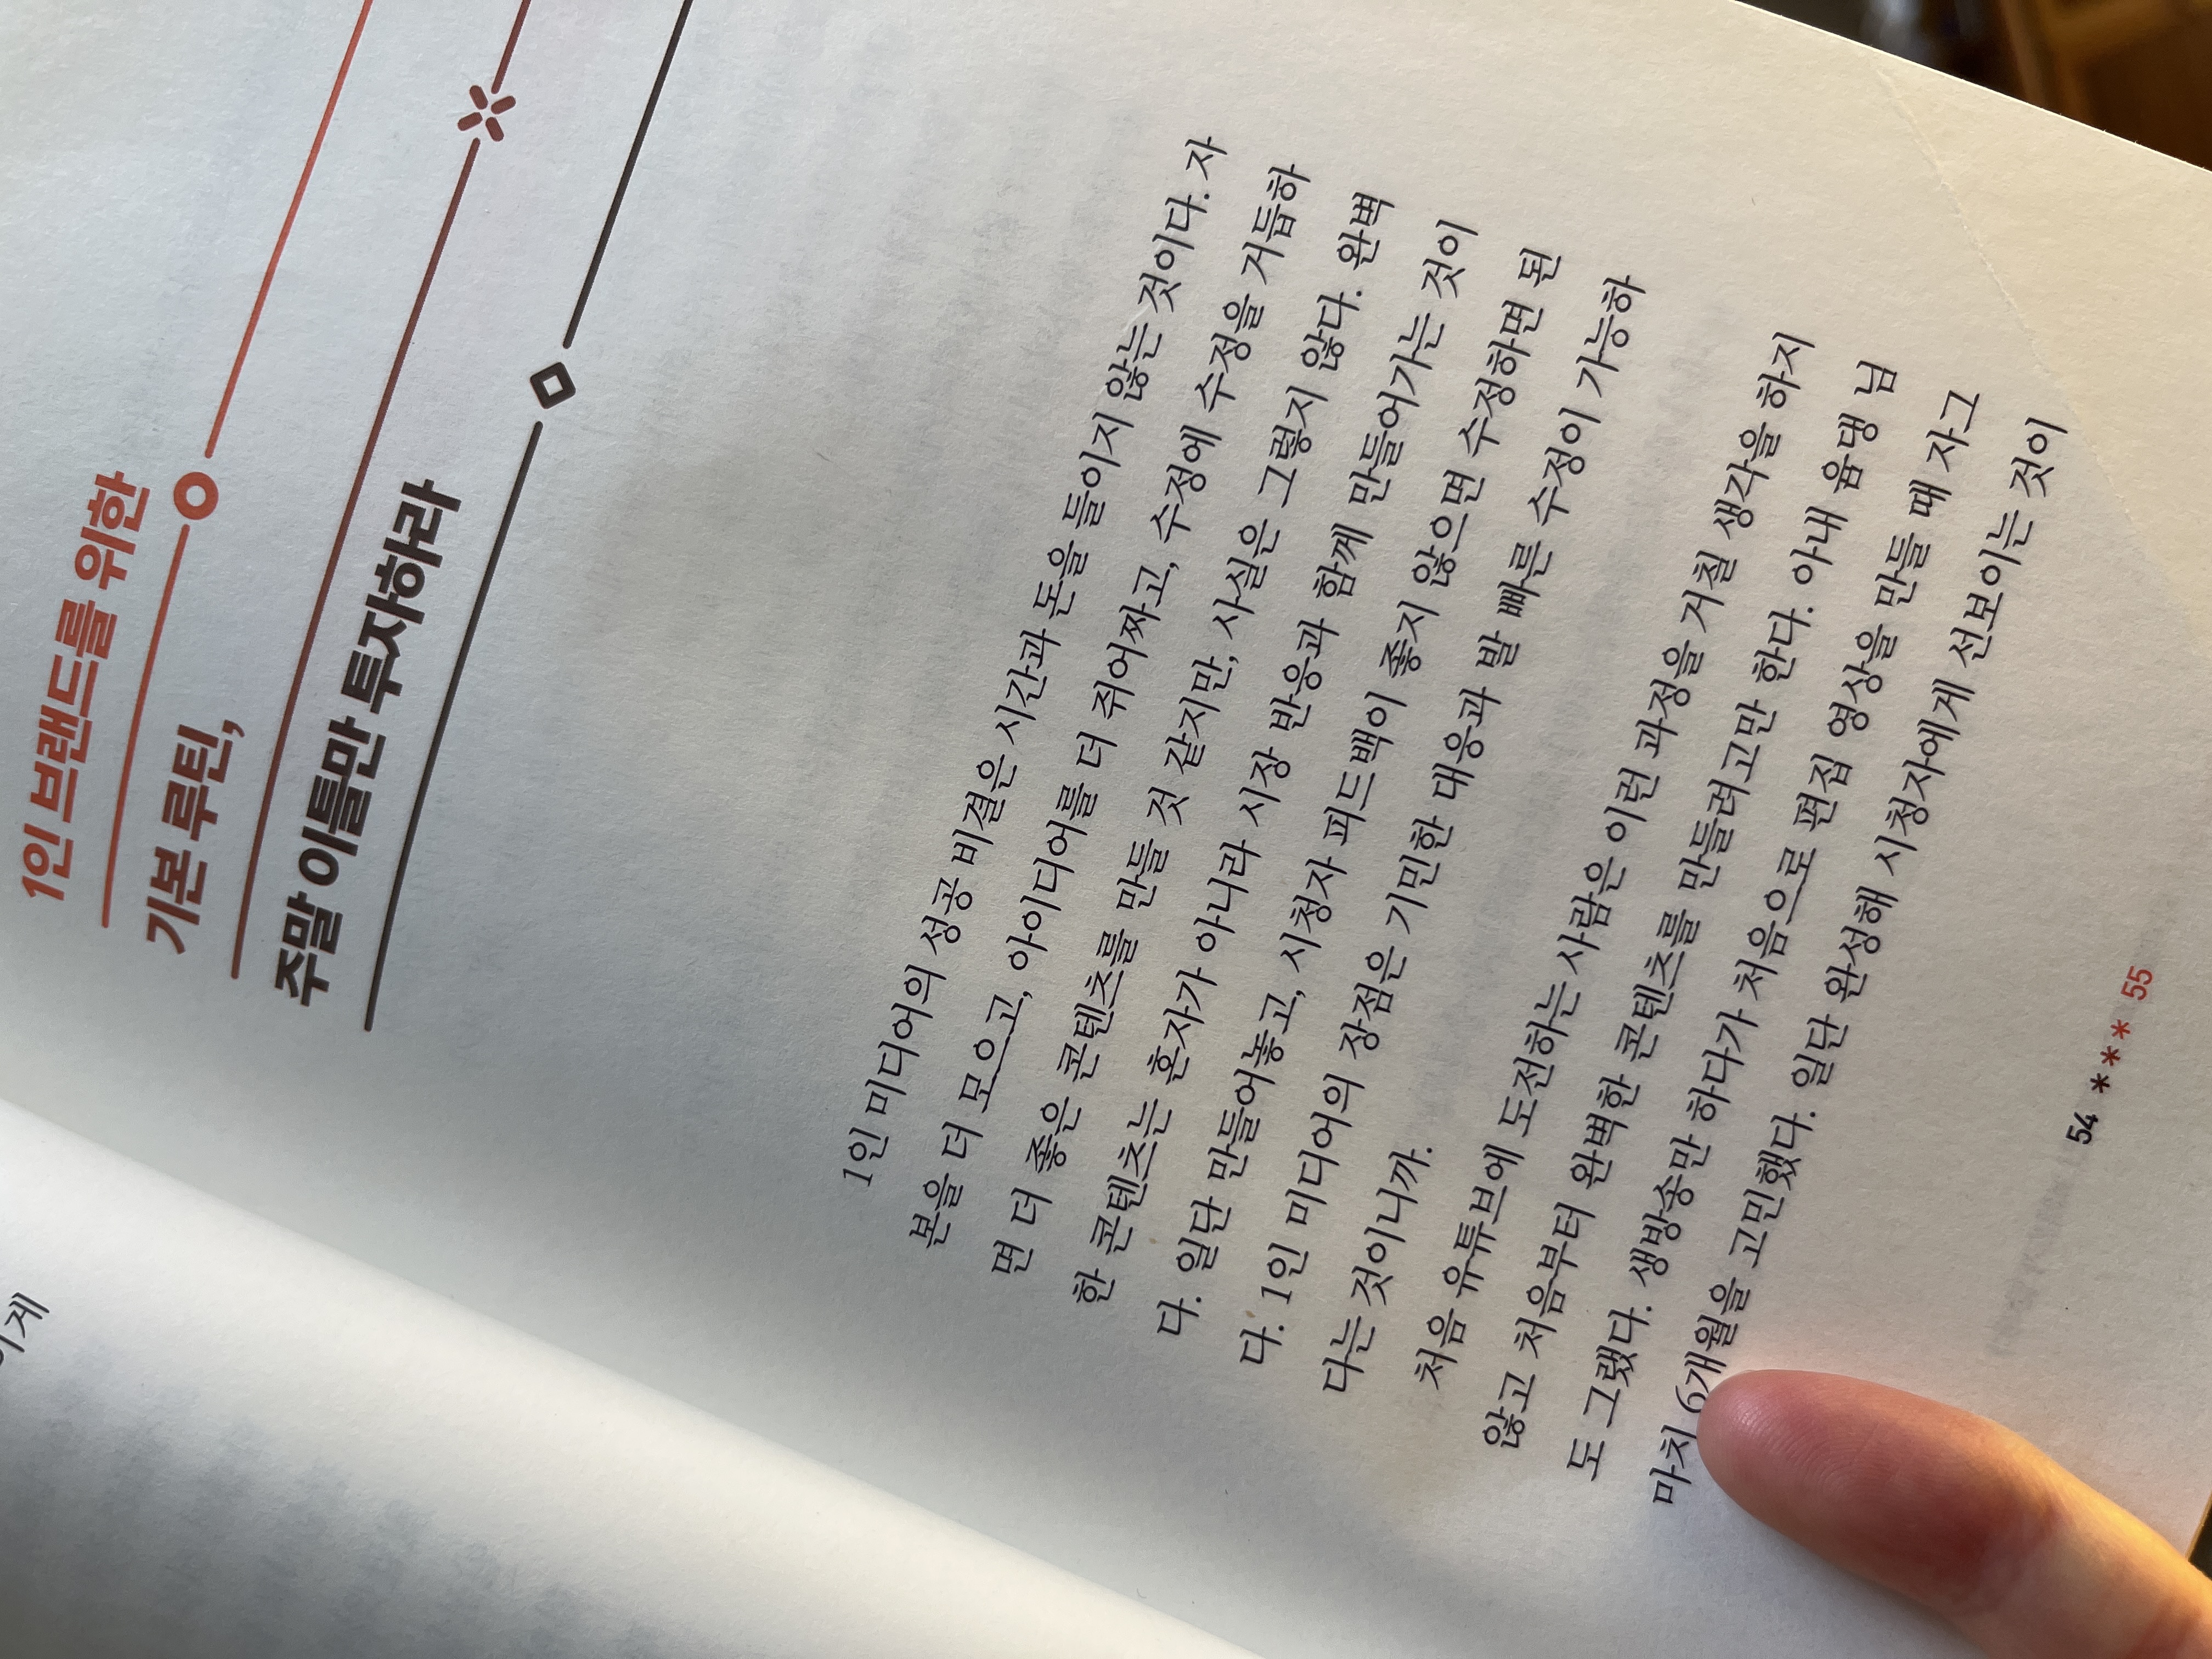 이게
1인 브랜드를 위한
기본 루틴,
주말 이틀만 투자하라
1인 미디어의 성공 비결은 시간과 돈을 들이지 않는 것이다. 자
본을 더 모으고, 아이디어를 더 쥐어짜고, 수정에 수정을 거듭하
면 더 좋은 콘텐츠를 만들 것 같지만, 사실은 그렇지 않다. 완벽
한 콘텐츠는 혼자가 아니라 시장 반응과 함께 만들어가는 것이
다. 일단 만들어놓고, 시청자 피드백이 좋지 않으면 수정하면 된
다. 1인 미디어의 장점은 기민한 대응과 발 빠른 수정이 가능하
다는 것이니까.
처음 유튜브에 도전하는 사람은 이런 과정을 거칠 생각을 하지
않고 처음부터 완벽한 콘텐츠를 만들려고만 한다. 아내 윰댕 님
도 그랬다. 생방송만 하다가 처음으로 편집 영상을 만들 때 자그
마치 6개월을 고민했다. 일단 완성해 시청자에게 선보이는 것이
54 *** 55